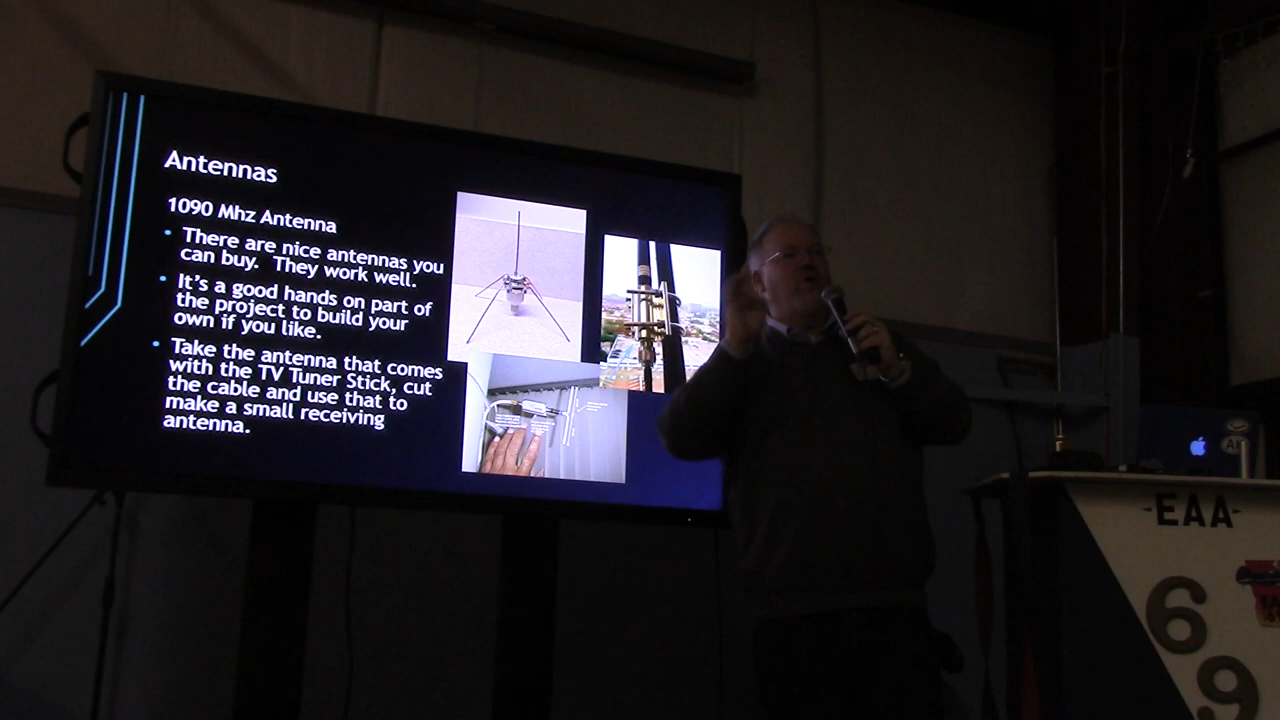 Antennas
1090 Mhz Antenna
• There are nice antennas you
can buy. They work well.
• It's a good hands on part of
the project to build your
own if you like.
• Take the antenna that comes
with the TV Tuner Stick, cut
the cable and use that to
make a small receiving
antenna.
-EAA-
69